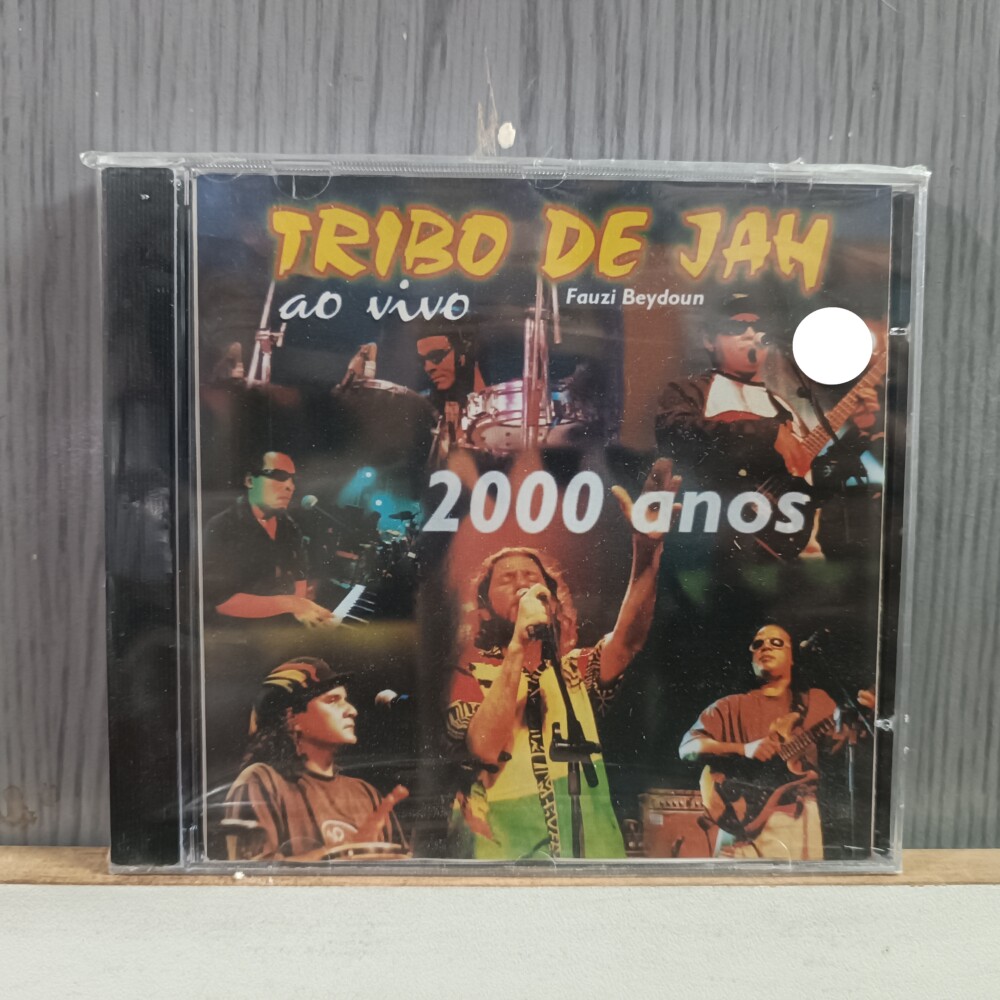 TRIBO DE JAH
ao vivo
Fauzi Beydoun
2000 anos